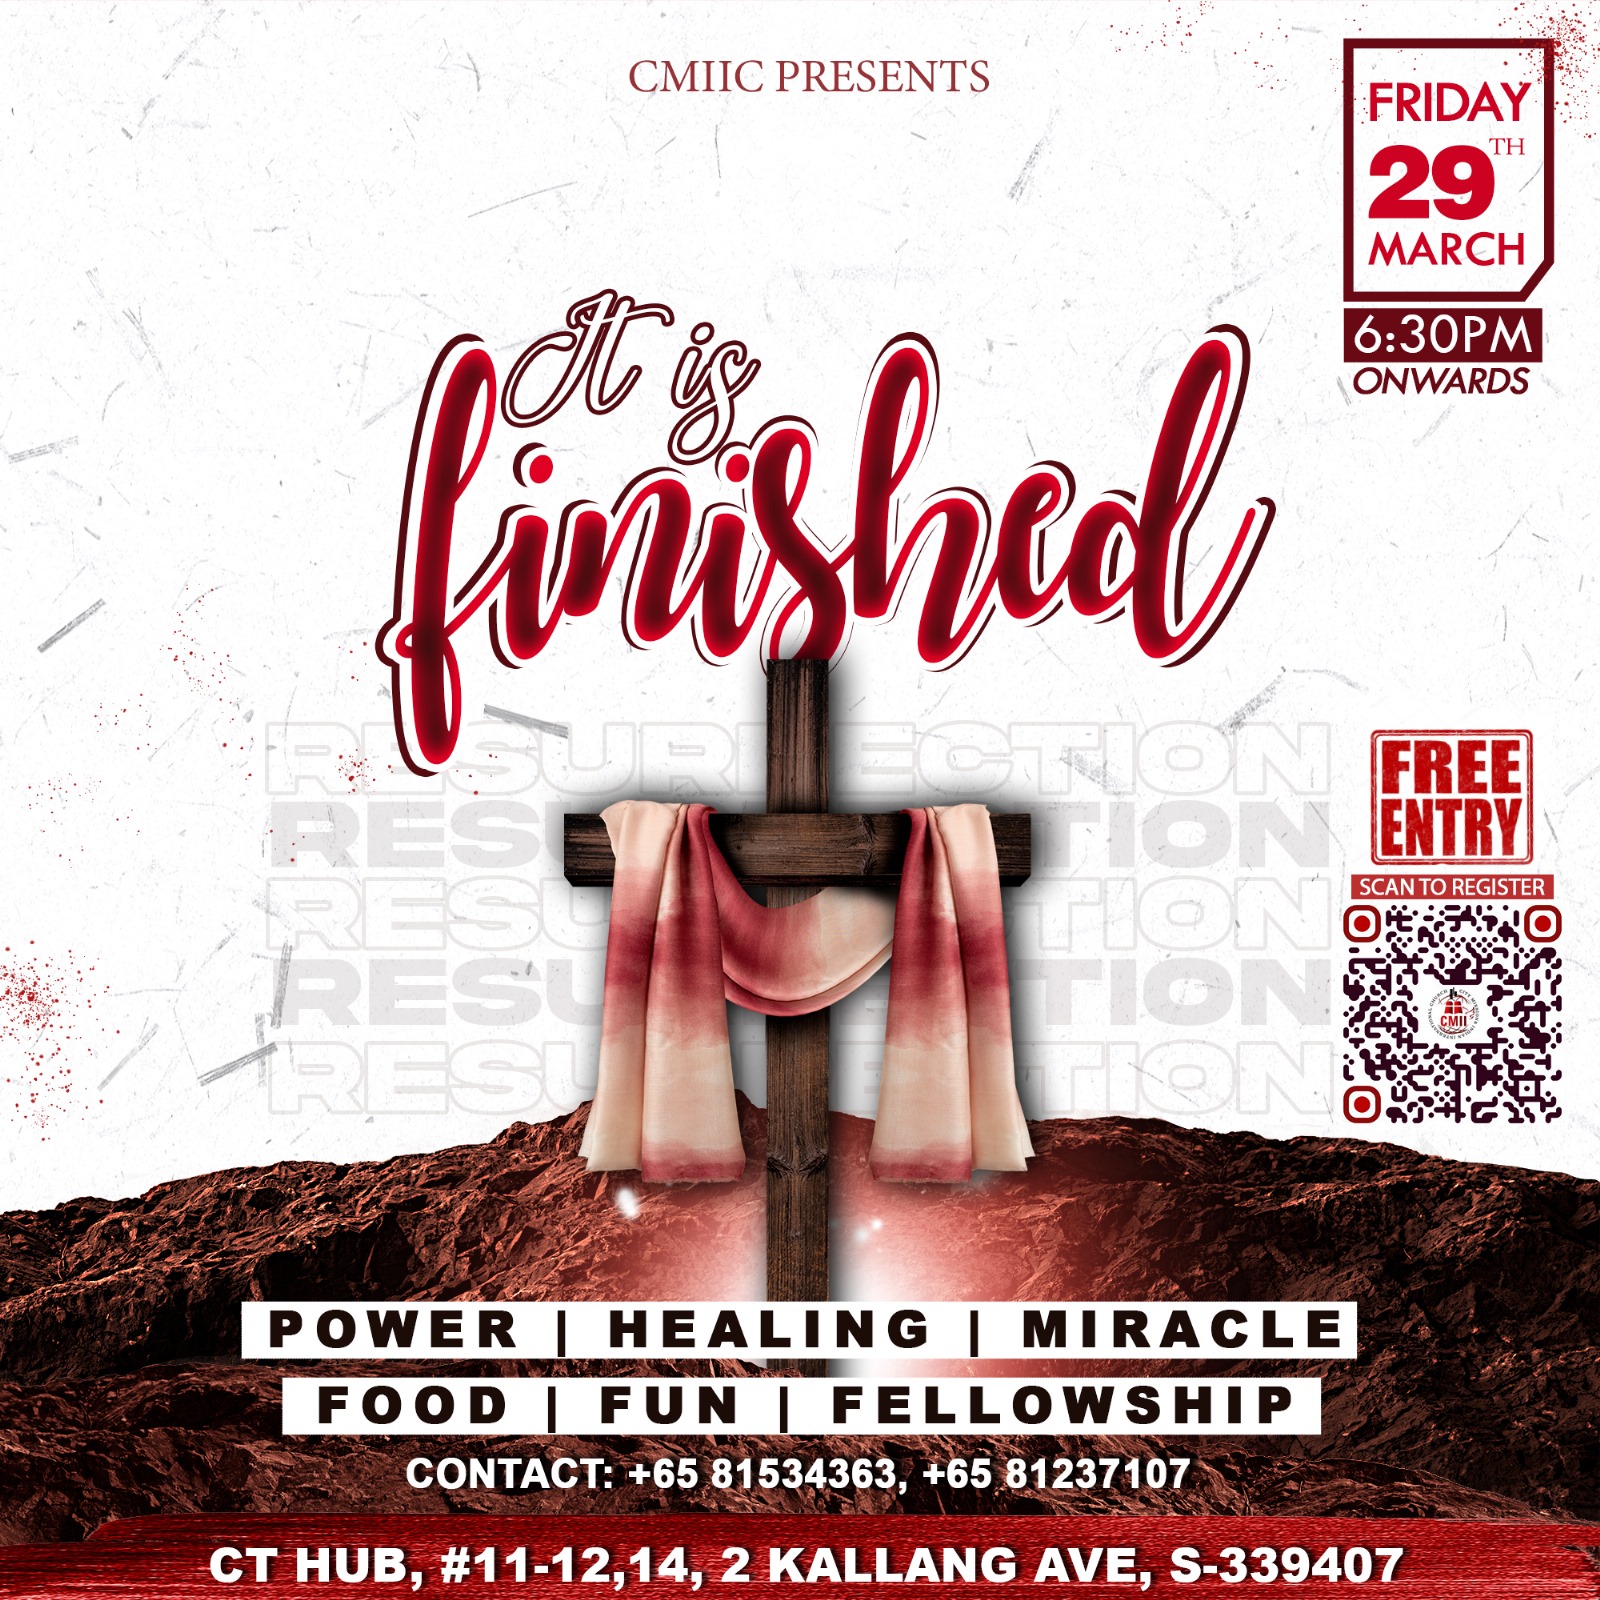 CMIIC PRESENTS
FRIDAY
29TH
MARCH
6:30PM
ONWARDS
It is
finished
RESURRECTION
RESURRECTION
RESURRECTION
RESURRECTION
RESURRECTION
FREE
ENTRY
SCAN TO REGISTER
CMII
POWER | HEALING | MIRACLE
FOOD | FUN | FELLOWSHIP
CONTACT: +65 81534363, +65 81237107
CT HUB, #11-12,14, 2 KALLANG AVE, S-339407